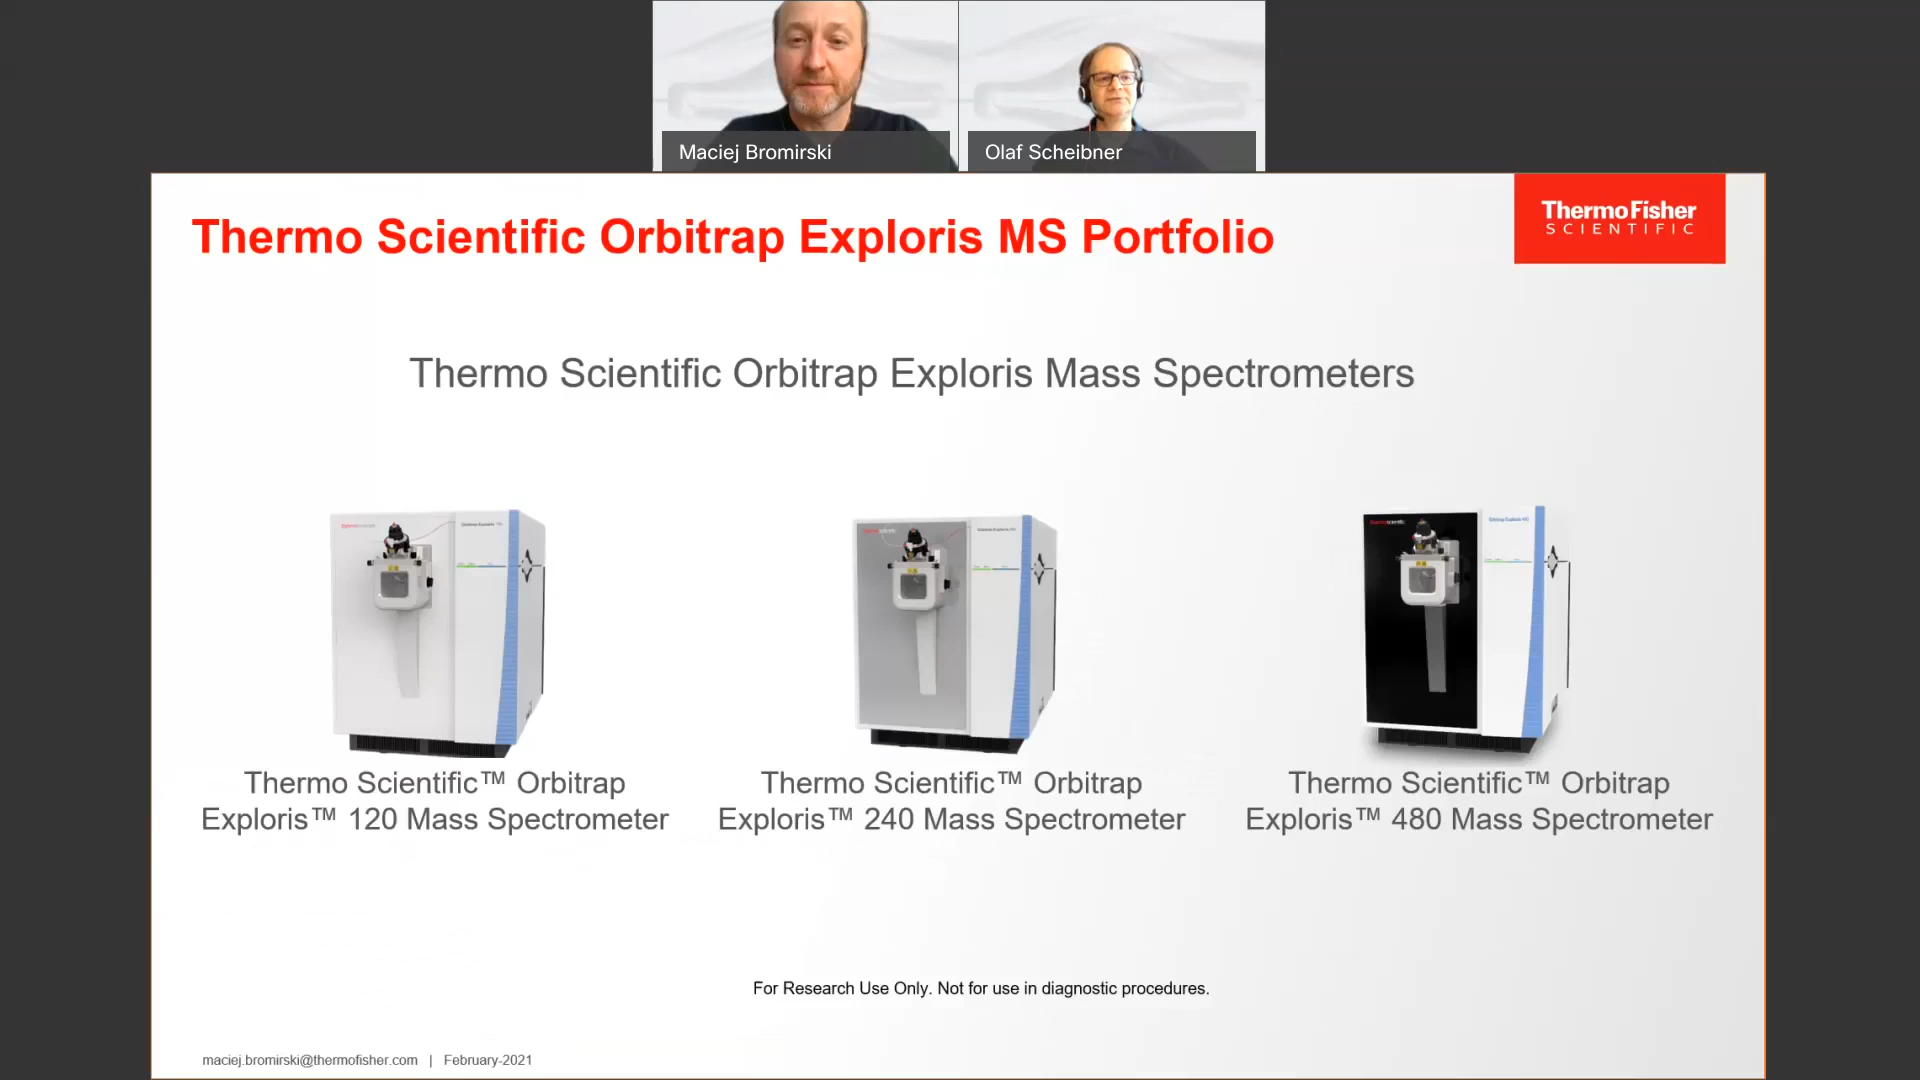 Maciej Bromirski
Olaf Scheibner
Thermo Scientific Orbitrap Exploris MS Portfolio
ThermoFisher
SCIENTIFIC
Thermo Scientific Orbitrap Exploris Mass Spectrometers
Thermo Scientific™ Orbitrap
Exploris™ 120 Mass Spectrometer
Thermo Scientific™ Orbitrap
Exploris™ 240 Mass Spectrometer
Thermo Scientific™ Orbitrap
Exploris™ 480 Mass Spectrometer
For Research Use Only. Not for use in diagnostic procedures.
maciej.bromirski@thermofisher.com | February-2021